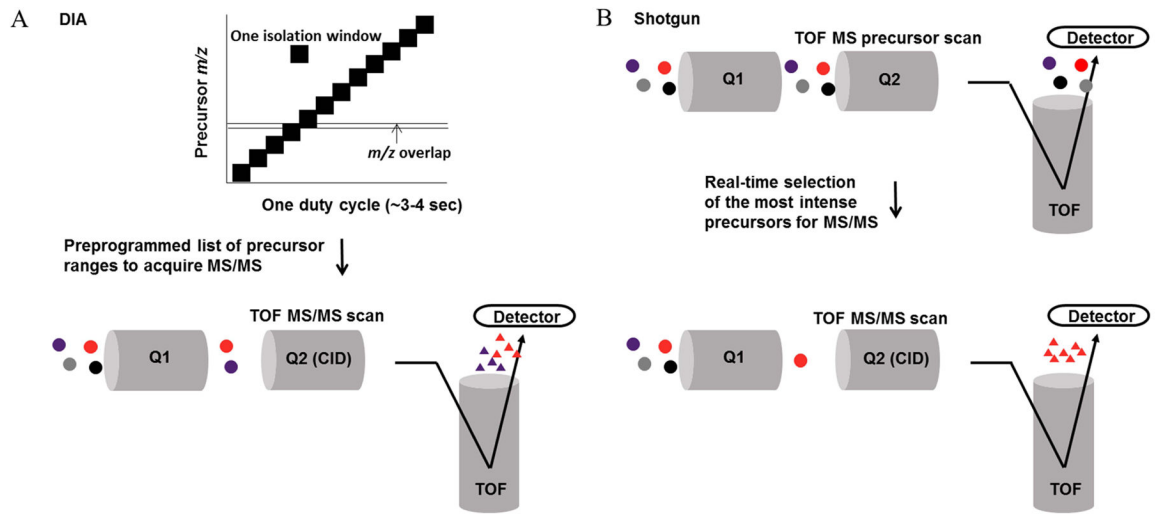 A
DIA
One isolation window
Precursor m/z
m/z overlap
One duty cycle (~3-4 sec)
Preprogrammed list of precursor
ranges to acquire MS/MS
TOF MS/MS scan
Detector
Q1
Q2 (CID)
TOF
B
Shotgun
TOF MS precursor scan
Detector
Q1
Q2
TOF
Real-time selection
of the most intense
precursors for MS/MS
TOF MS/MS scan
Detector
Q1
Q2 (CID)
TOF